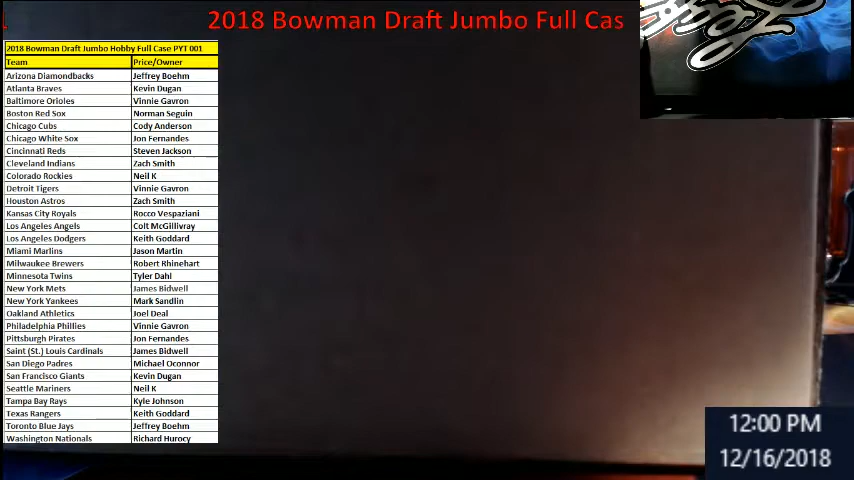 2018 Bowman Draft Jumbo Full Cas
2018 Bowman Draft Jumbo Hobby Full Case PYT 001
Team Price/Owner
Arizona Diamondbacks Jeffrey Boehm
Atlanta Braves Kevin Dugan
Baltimore Orioles Vinnie Gavron
Boston Red Sox Norman Seguin
Chicago Cubs Cody Anderson
Chicago White Sox Jon Fernandes
Cincinnati Reds Steven Jackson
Cleveland Indians Zach Smith
Colorado Rockies Neil K
Detroit Tigers Vinnie Gavron
Houston Astros Zach Smith
Kansas City Royals Rocco Vespaziani
Los Angeles Angels Colt McGillivray
Los Angeles Dodgers Keith Goddard
Miami Marlins Jason Martin
Milwaukee Brewers Robert Rhinehart
Minnesota Twins Tyler Dahl
New York Mets James Bidwell
New York Yankees Mark Sandlin
Oakland Athletics Joel Deal
Philadelphia Phillies Vinnie Gavron
Pittsburgh Pirates Jon Fernandes
Saint (St.) Louis Cardinals James Bidwell
San Diego Padres Michael Oconnor
San Francisco Giants Kevin Dugan
Seattle Mariners Neil K
Tampa Bay Rays Kyle Johnson
Texas Rangers Keith Goddard
Toronto Blue Jays Jeffrey Boehm
Washington Nationals Richard Hurocy
12:00 PM
12/16/2018